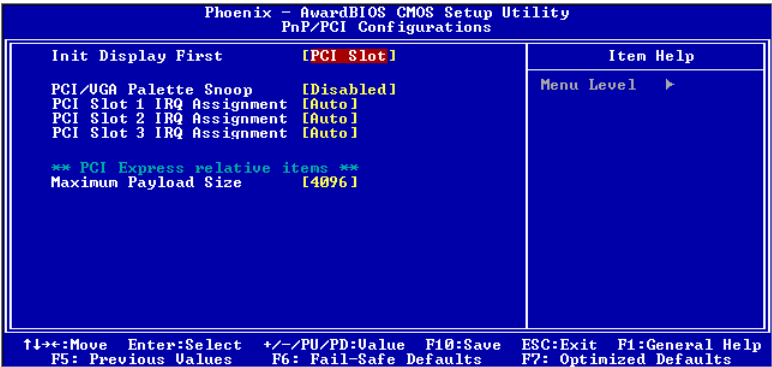 Phoenix - AwardBIOS CMOS Setup Utility
PnP/PCI Configurations
Init Display First [PCI Slot]
PCI/VGA Palette Snoop [Disabled]
PCI Slot 1 IRQ Assignment [Auto]
PCI Slot 2 IRQ Assignment [Auto]
PCI Slot 3 IRQ Assignment [Auto]
** PCI Express relative items **
Maximum Payload Size [4096]
Item Help
Menu Level ►
↑↓→←:Move Enter:Select +/-/PU/PD:Value F10:Save ESC:Exit F1:General Help
F5: Previous Values F6: Fail-Safe Defaults F7: Optimized Defaults